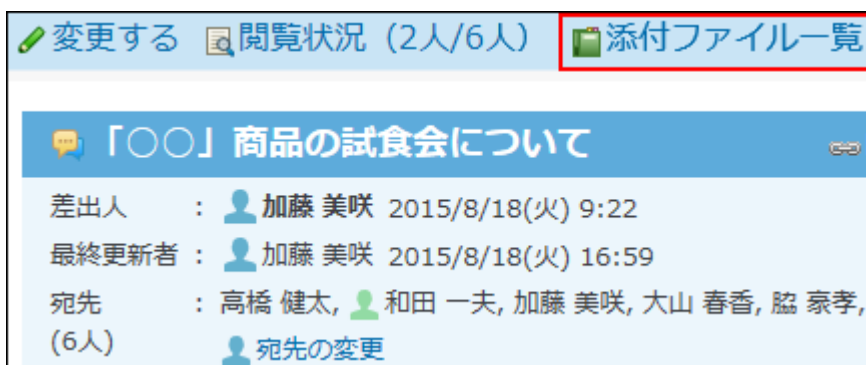 変更する 閲覧状況（2人/6人） 添付ファイル一覧
「○○」商品の試食会について
差出人 : 加藤 美咲 2015/8/18(火) 9:22
最終更新者 : 加藤 美咲 2015/8/18(火) 16:59
宛先 : 高橋 健太, 和田 一夫, 加藤 美咲, 大山 春香, 脇 豪孝,
(6人) 宛先の変更